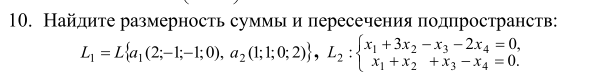 10. Найдите размерность суммы и пересечения подпространств:
L₁ = L{a₁(2;−1;−1;0), a₂(1;1;0;2)}, L₂ : {x₁ + 3x₂ − x₃ − 2x₄ = 0,
x₁ + x₂ + x₃ − x₄ = 0.